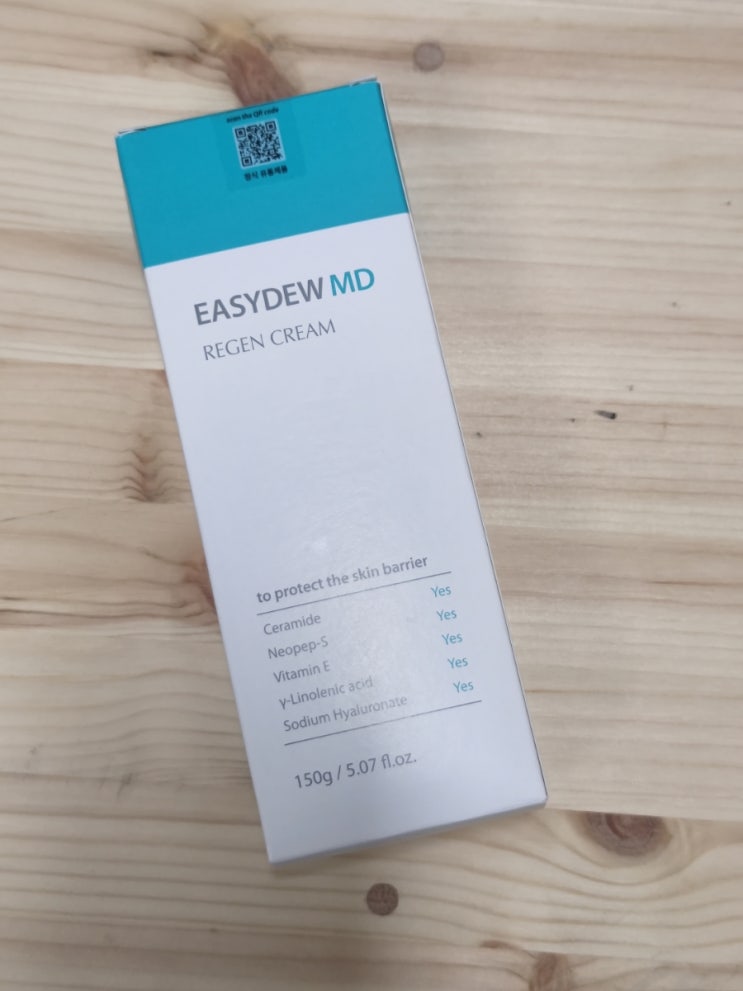 scan the QR code
정식 유통제품
EASYDEW MD
REGEN CREAM
to protect the skin barrier
Ceramide Yes
Neopep-S Yes
Vitamin E Yes
γ-Linolenic acid Yes
Sodium Hyaluronate Yes
150g / 5.07 fl.oz.